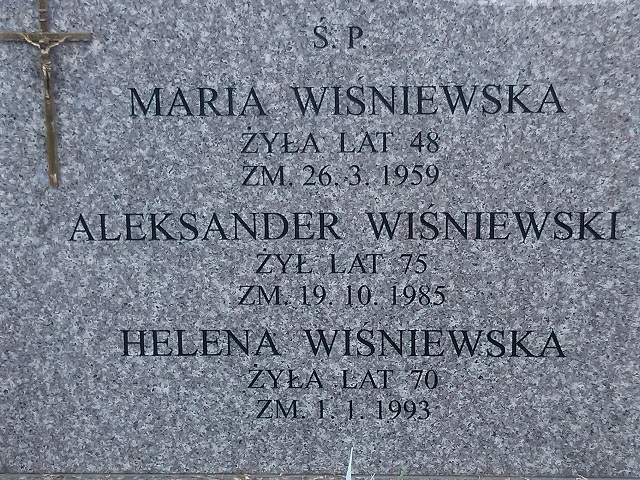 Ś. P.
MARIA WIŚNIEWSKA
ŻYŁA LAT 48
ZM. 26. 3. 1959
ALEKSANDER WIŚNIEWSKI
ŻYŁ LAT 75
ZM. 19. 10. 1985
HELENA WIŚNIEWSKA
ŻYŁA LAT 70
ZM. 1. 1. 1993